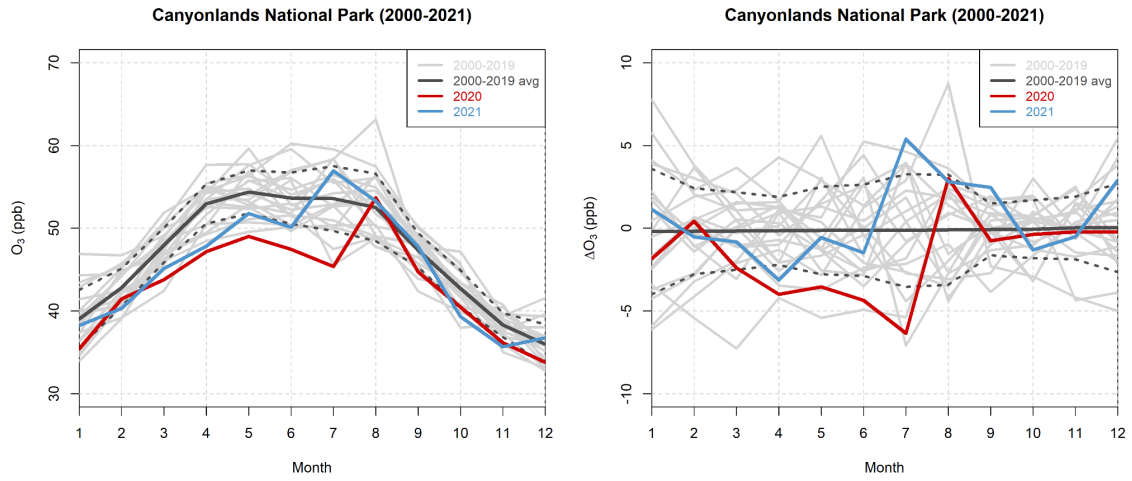 Canyonlands National Park (2000-2021)
O3 (ppb)
70
60
50
40
30
2000-2019
2000-2019 avg
2020
2021
1 2 3 4 5 6 7 8 9 10 11 12
Month
Canyonlands National Park (2000-2021)
ΔO3 (ppb)
10
5
0
-5
-10
2000-2019
2000-2019 avg
2020
2021
1 2 3 4 5 6 7 8 9 10 11 12
Month